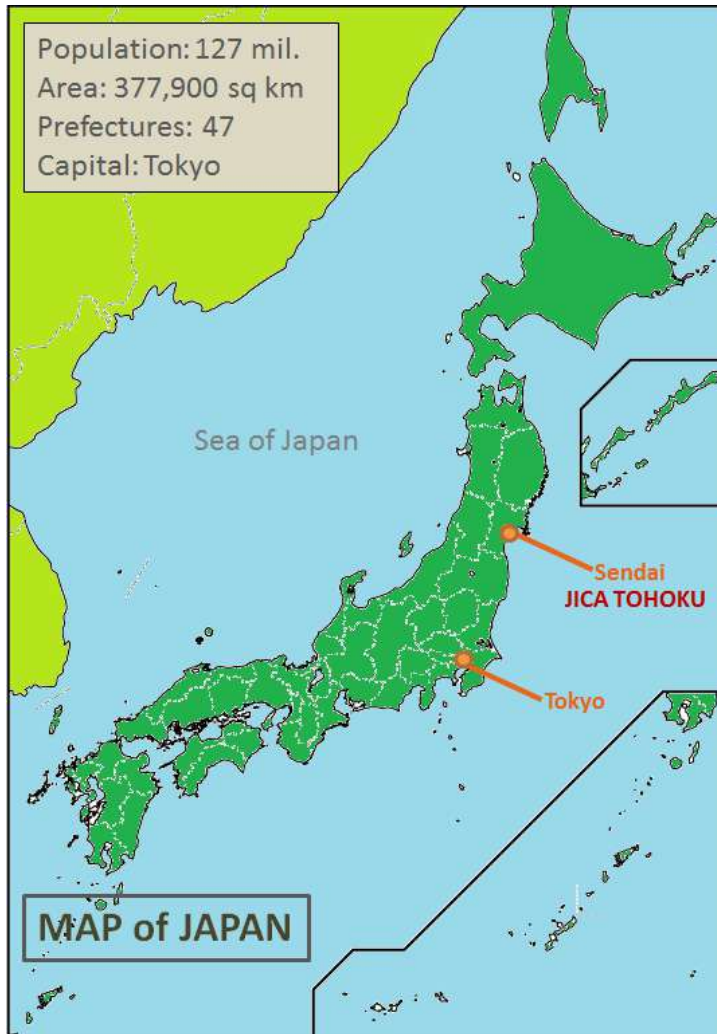 Population: 127 mil.
Area: 377,900 sq km
Prefectures: 47
Capital: Tokyo
Sea of Japan
Sendai
JICA TOHOKU
Tokyo
MAP of JAPAN